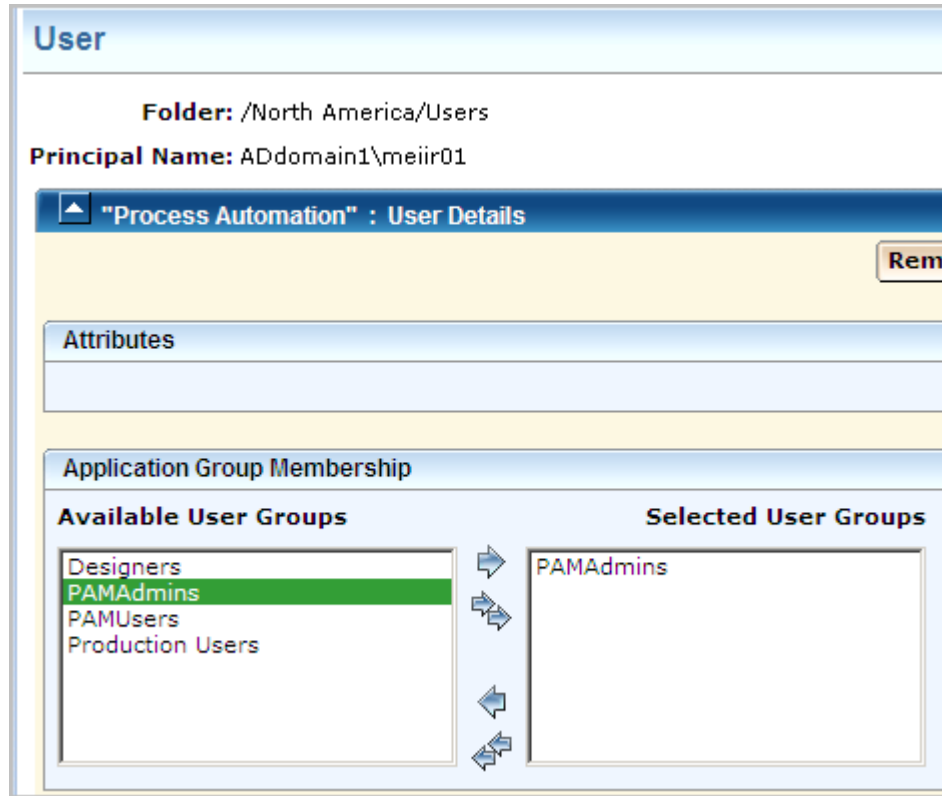 User
Folder: /North America/Users
Principal Name: ADdomain1\meiir01
"Process Automation" : User Details
Rem
Attributes
Application Group Membership
Available User Groups
Selected User Groups
Designers
PAMAdmins
PAMUsers
Production Users
PAMAdmins